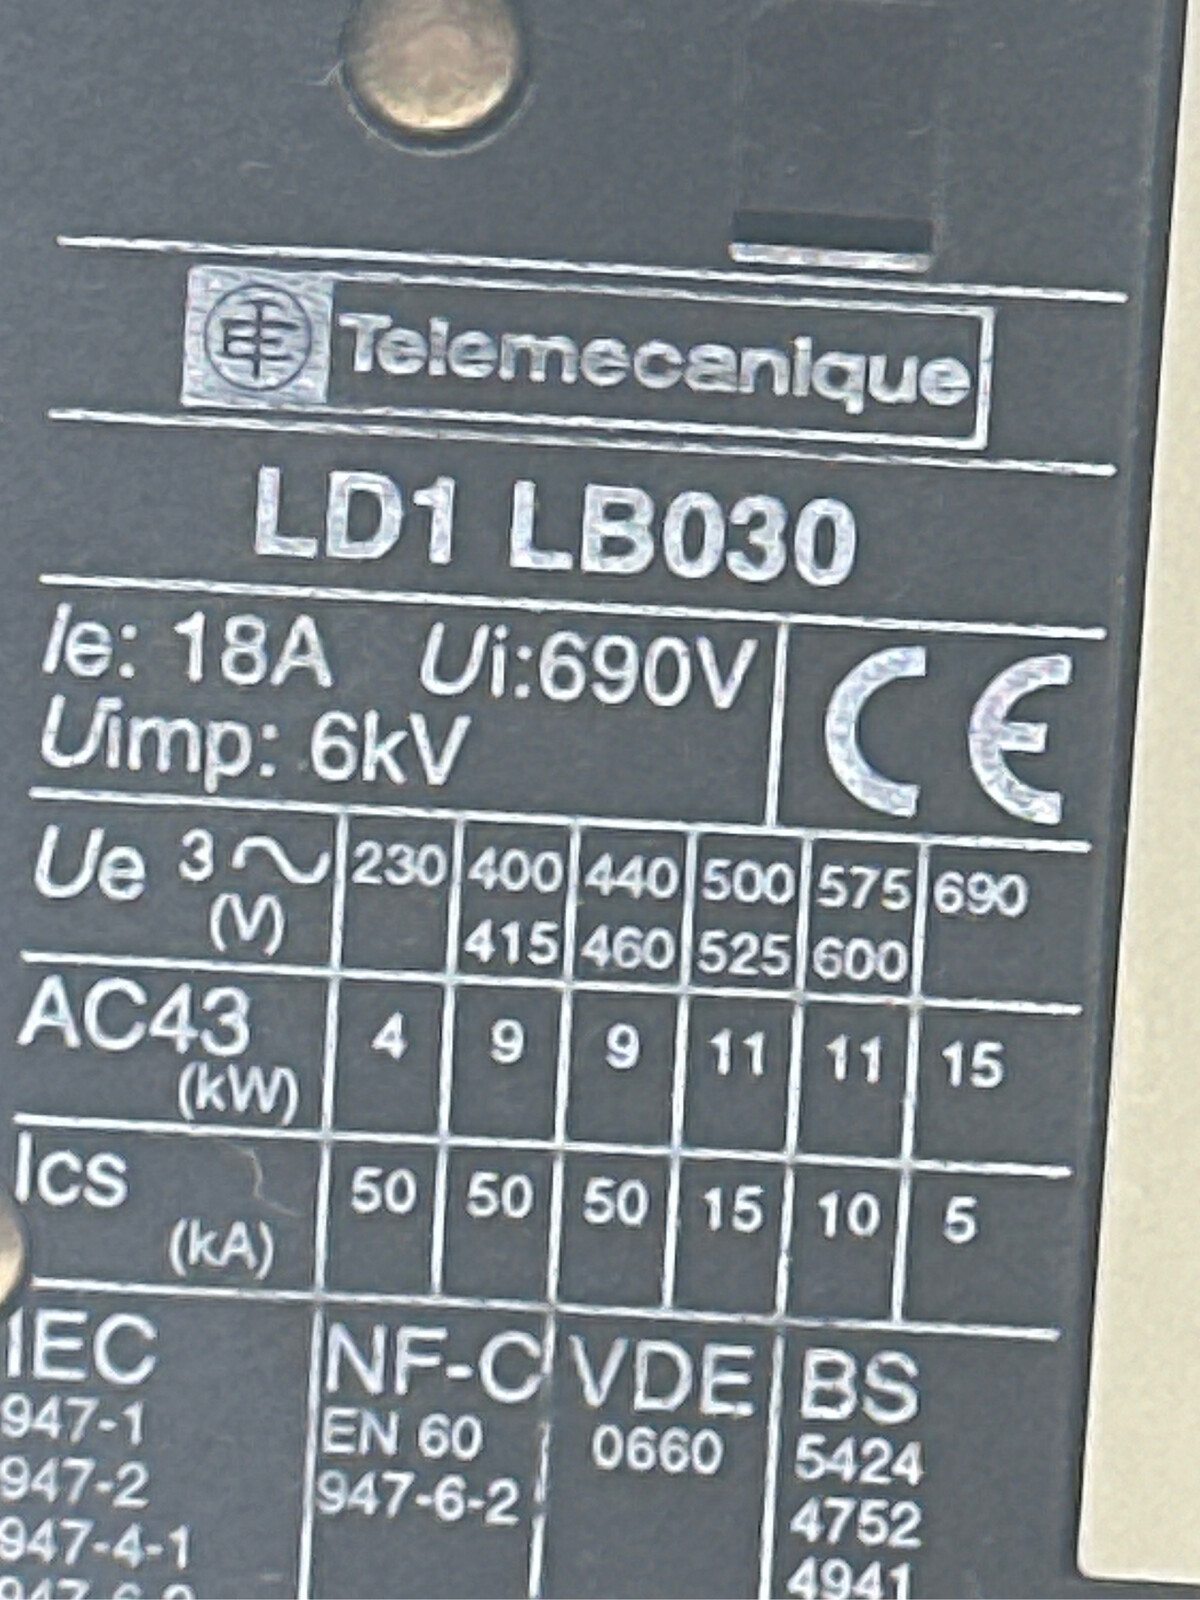 Telemecanique
LD1 LB030
Ie: 18A Ui:690V
Uimp: 6kV
CE
Ue 3~ (V) 230 400 415 440 460 500 525 575 600 690
AC43 (kW) 4 9 9 11 11 15
Ics (kA) 50 50 50 15 10 5
IEC NF-C VDE BS
947-1 EN 60 0660 5424
947-2 947-6-2 4752
947-4-1 4941
947-6-2